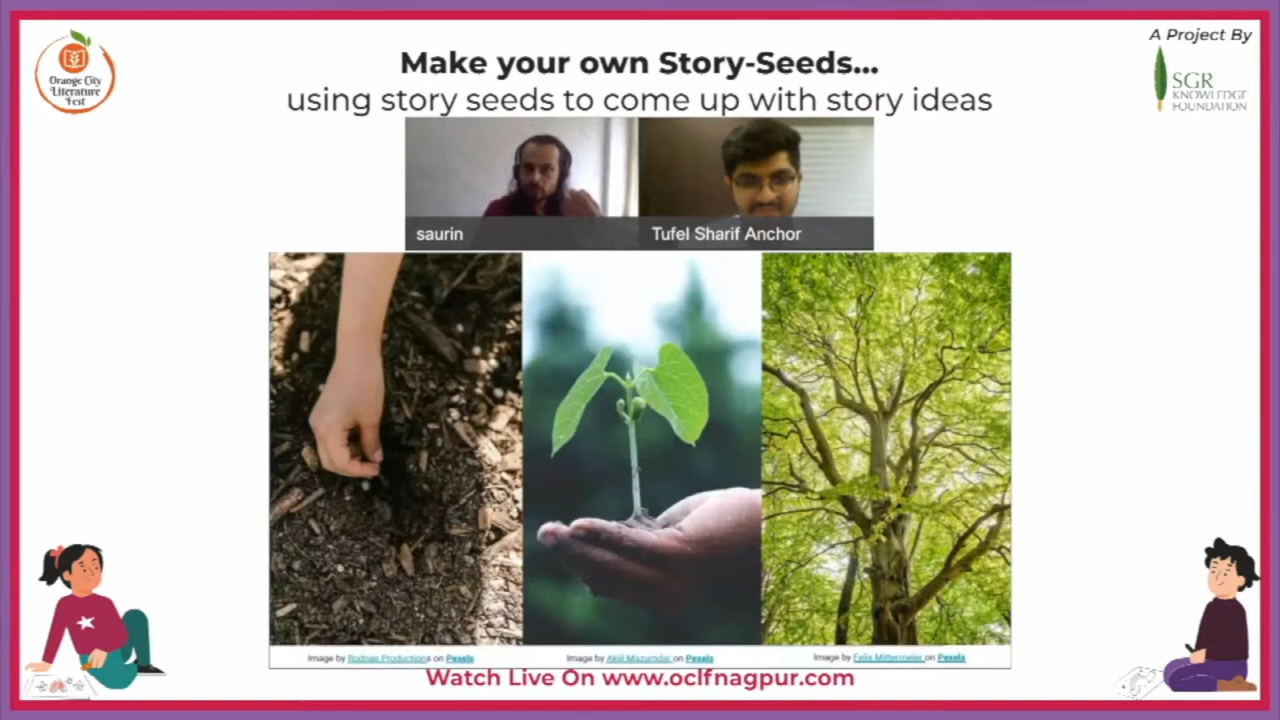 Orange City
Literature
Fest
A Project By
SGR
KNOWLEDGE
FOUNDATION
Make your own Story-Seeds...
using story seeds to come up with story ideas
saurin
Tufel Sharif Anchor
Image by Rodnae Productions on Pexels
Image by Akil Mazumdar on Pexels
Image by Felix Mittermeier on Pexels
Watch Live On www.oclfnagpur.com